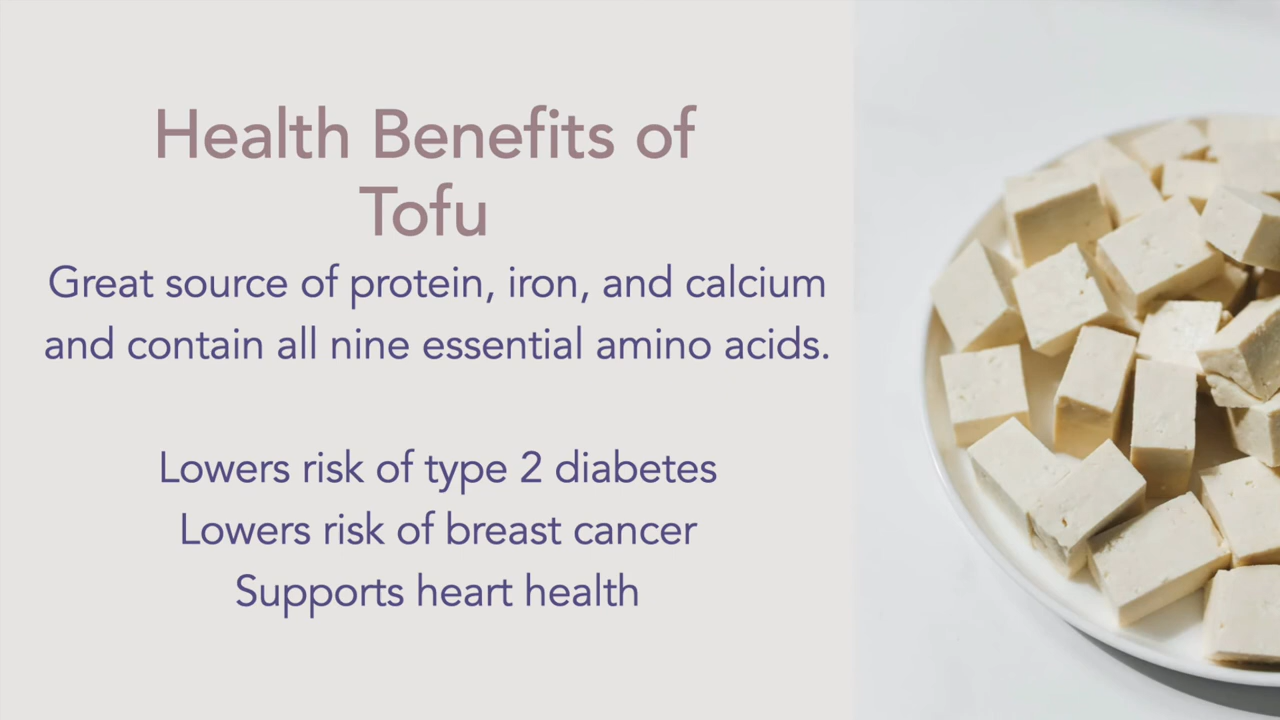 Health Benefits of
Tofu
Great source of protein, iron, and calcium
and contain all nine essential amino acids.
Lowers risk of type 2 diabetes
Lowers risk of breast cancer
Supports heart health